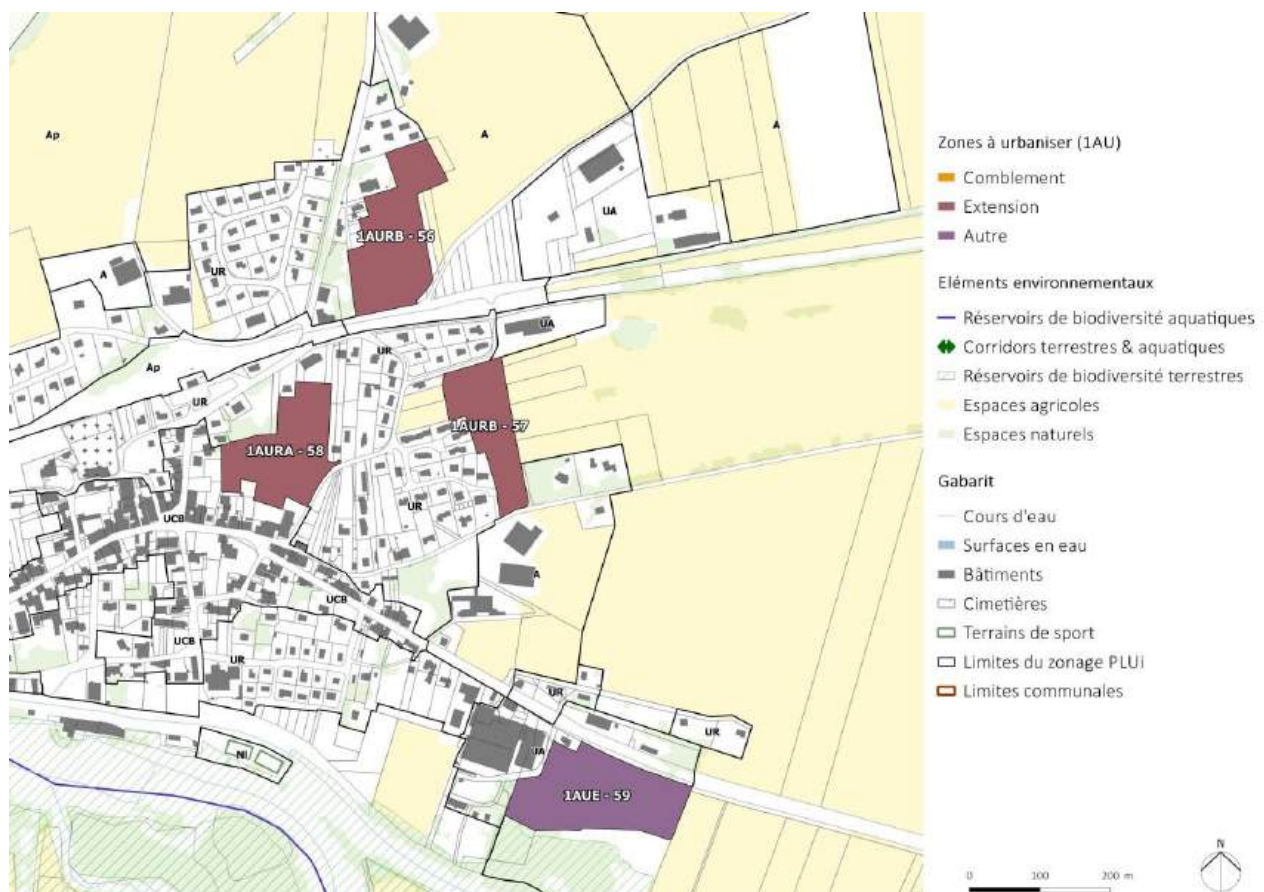 Ap
A
A
UA
1AURB - 56
UR
A
UA
UR
Ap
UR
1AURB - 57
1AURA - 58
UR
UCB
A
UCB
UCB
UR
UR
UR
NI
UA
1AUE - 59
Zones à urbaniser (1AU)
Comblement
Extension
Autre
Eléments environnementaux
Réservoirs de biodiversité aquatiques
Corridors terrestres & aquatiques
Réservoirs de biodiversité terrestres
Espaces agricoles
Espaces naturels
Gabarit
Cours d'eau
Surfaces en eau
Bâtiments
Cimetières
Terrains de sport
Limites du zonage PLUi
Limites communales
N
0 100 200 m